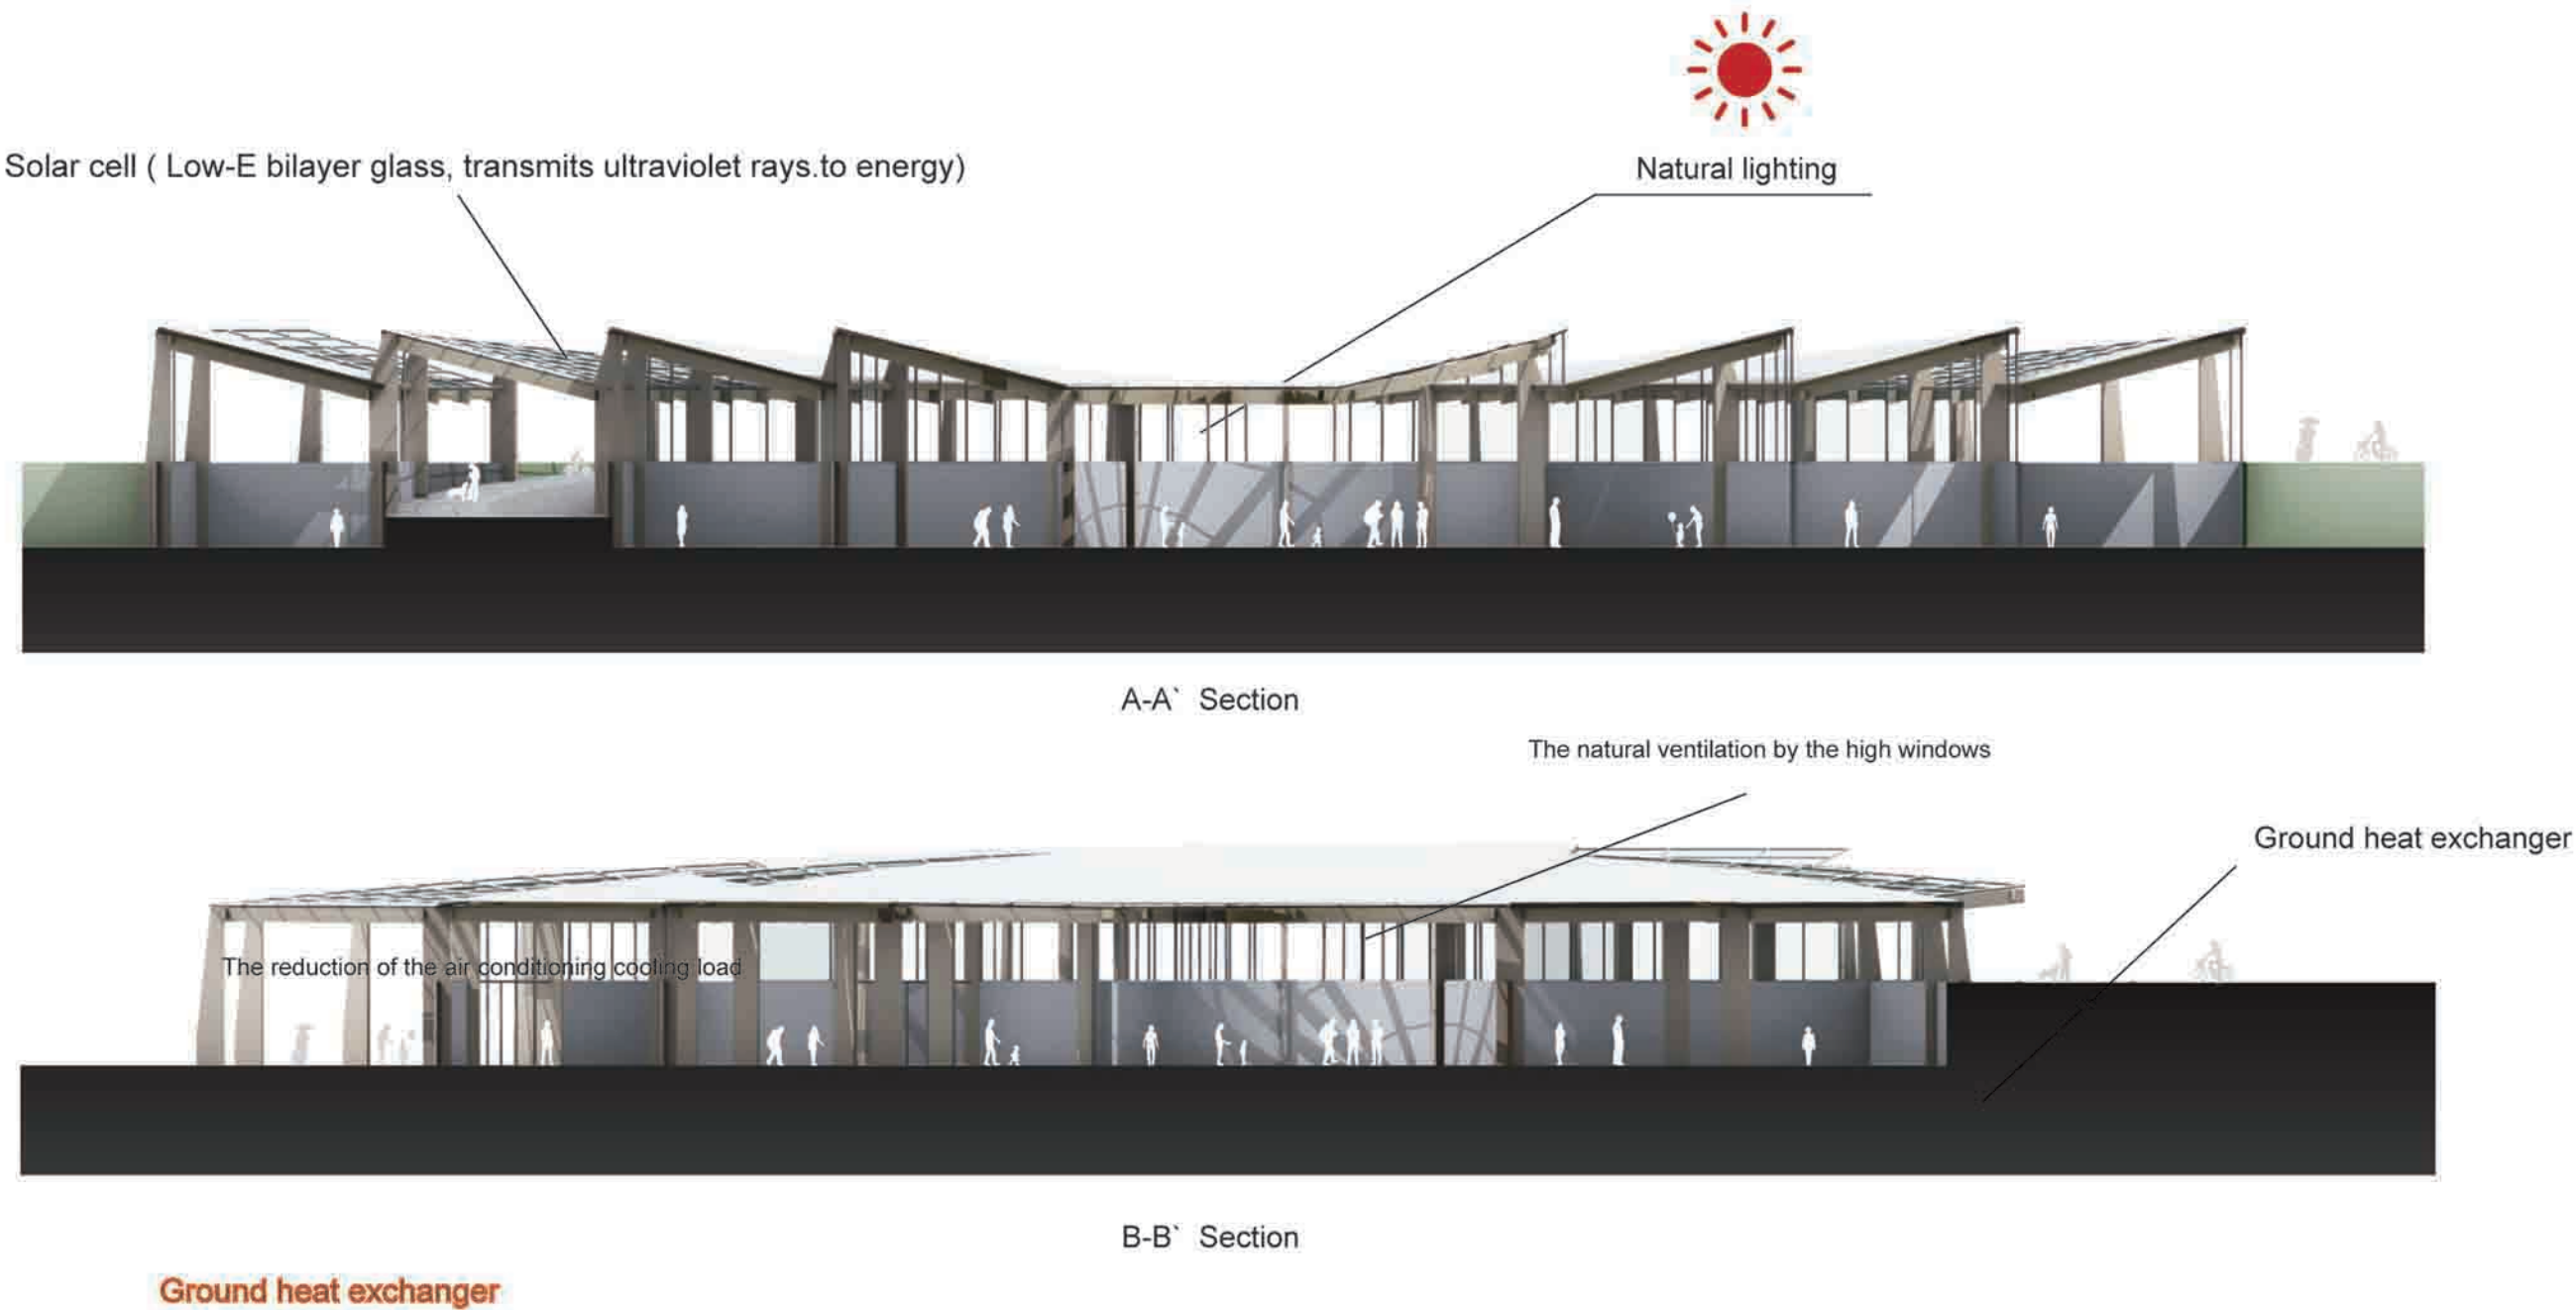 Solar cell ( Low-E bilayer glass, transmits ultraviolet rays.to energy)
Natural lighting
A-A` Section
The natural ventilation by the high windows
Ground heat exchanger
The reduction of the air conditioning cooling load
B-B` Section
Ground heat exchanger